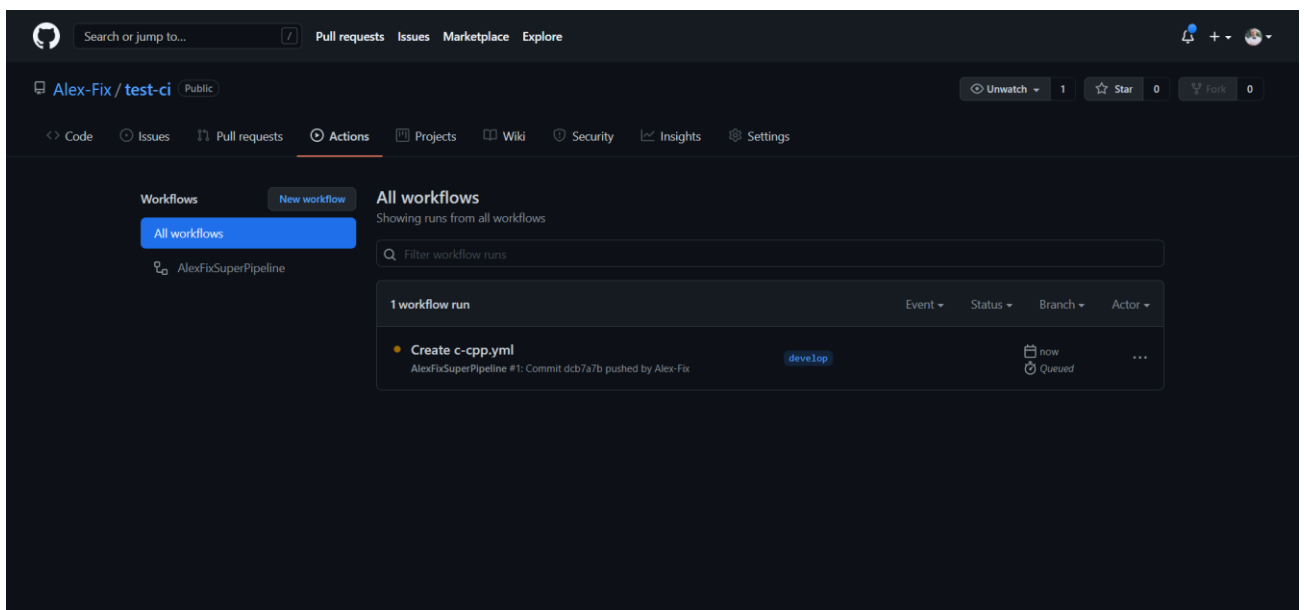 Search or jump to... / Pull requests Issues Marketplace Explore
Alex-Fix / test-ci Public Unwatch 1 Star 0 Fork 0
Code Issues Pull requests Actions Projects Wiki Security Insights Settings
Workflows New workflow
All workflows
AlexFixSuperPipeline
All workflows
Showing runs from all workflows
Filter workflow runs
1 workflow run Event Status Branch Actor
Create c-cpp.yml
AlexFixSuperPipeline #1: Commit dcb7a7b pushed by Alex-Fix
develop
now
Queued